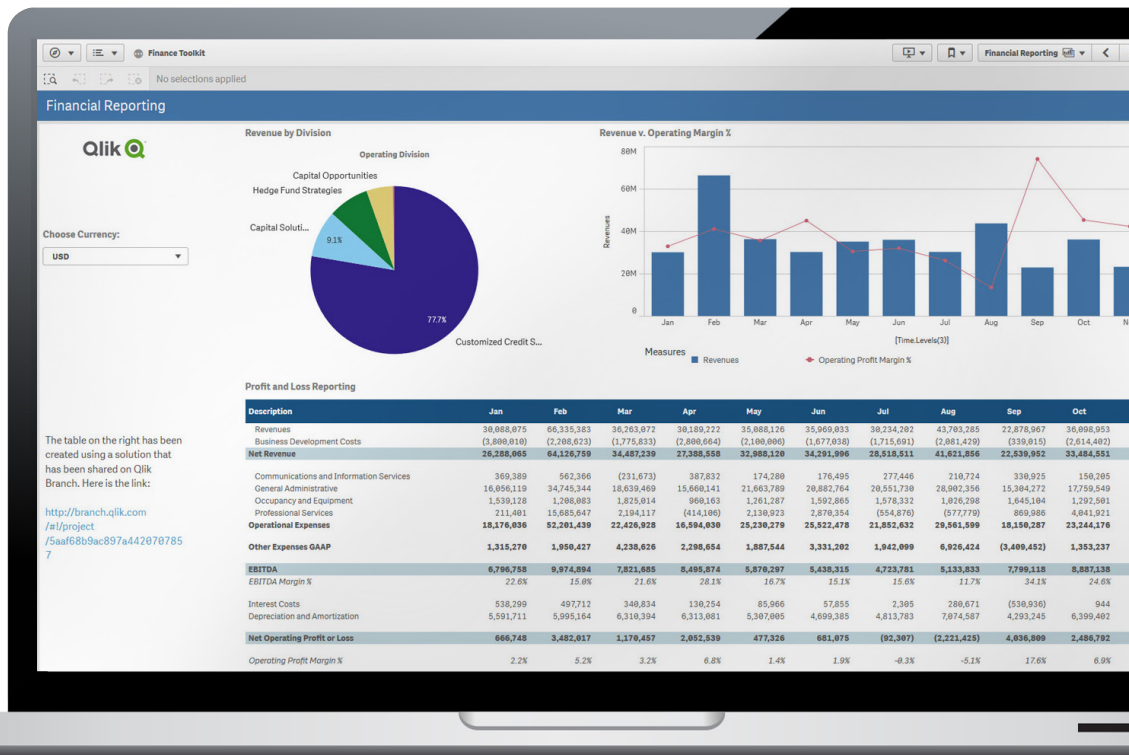 Finance Toolkit
Financial Reporting
No selections applied
Financial Reporting
Qlik
Choose Currency:
USD
Revenue by Division
Operating Division
Capital Opportunities
Hedge Fund Strategies
Capital Soluti...
9.1%
77.7%
Customized Credit S...
Revenue v. Operating Margin %
80M
60M
40M
20M
0
Revenues
Jan Feb Mar Apr May Jun Jul Aug Sep Oct
[Time.Levels(3)]
Measures Revenues Operating Profit Margin %
The table on the right has been
created using a solution that
has been shared on Qlik
Branch. Here is the link:
http://branch.qlik.com
/#!/project
/5aaf68b9ac897a442070785
7
Profit and Loss Reporting
Description Jan Feb Mar Apr May Jun Jul Aug Sep Oct
Revenues 30,088,075 66,335,383 36,263,072 30,189,222 35,088,126 35,969,033 30,234,202 43,703,285 22,878,967 36,098,953
Business Development Costs (3,800,010) (2,208,623) (1,775,833) (2,800,664) (2,100,006) (1,677,038) (1,715,691) (2,081,429) (339,015) (2,614,402)
Net Revenue 26,288,065 64,126,759 34,487,239 27,388,558 32,988,120 34,291,996 28,518,511 41,621,856 22,539,952 33,484,551
Communications and Information Services 369,389 562,366 (231,673) 387,832 174,280 176,495 277,446 210,724 330,925 150,205
General Administrative 16,056,119 34,745,344 18,639,469 15,660,141 21,663,789 20,882,764 20,551,730 28,902,356 15,304,272 17,759,549
Occupancy and Equipment 1,539,128 1,208,083 1,825,014 960,163 1,261,287 1,592,865 1,578,332 1,026,298 1,645,104 1,292,501
Professional Services 211,401 15,685,647 2,194,117 (414,106) 2,130,923 2,870,354 (554,876) (577,779) 869,986 4,041,921
Operational Expenses 18,176,036 52,201,439 22,426,928 16,594,030 25,230,279 25,522,478 21,852,632 29,561,599 18,150,287 23,244,176
Other Expenses GAAP 1,315,270 1,950,427 4,238,626 2,298,654 1,887,544 3,331,202 1,942,099 6,926,424 (3,409,452) 1,353,237
EBITDA 6,796,758 9,974,894 7,821,685 8,495,874 5,870,297 5,438,315 4,723,781 5,133,833 7,799,118 8,887,138
EBITDA Margin % 22.6% 15.0% 21.6% 28.1% 16.7% 15.1% 15.6% 11.7% 34.1% 24.6%
Interest Costs 538,299 497,712 340,834 130,254 85,966 57,855 2,305 280,671 (530,936) 944
Depreciation and Amortization 5,591,711 5,995,164 6,310,394 6,313,081 5,307,005 4,699,385 4,813,783 7,074,587 4,293,245 6,399,402
Net Operating Profit or Loss 666,748 3,482,017 1,170,457 2,052,539 477,326 681,075 (92,307) (2,221,425) 4,036,809 2,486,792
Operating Profit Margin % 2.2% 5.2% 3.2% 6.8% 1.4% 1.9% -0.3% -5.1% 17.6% 6.9%